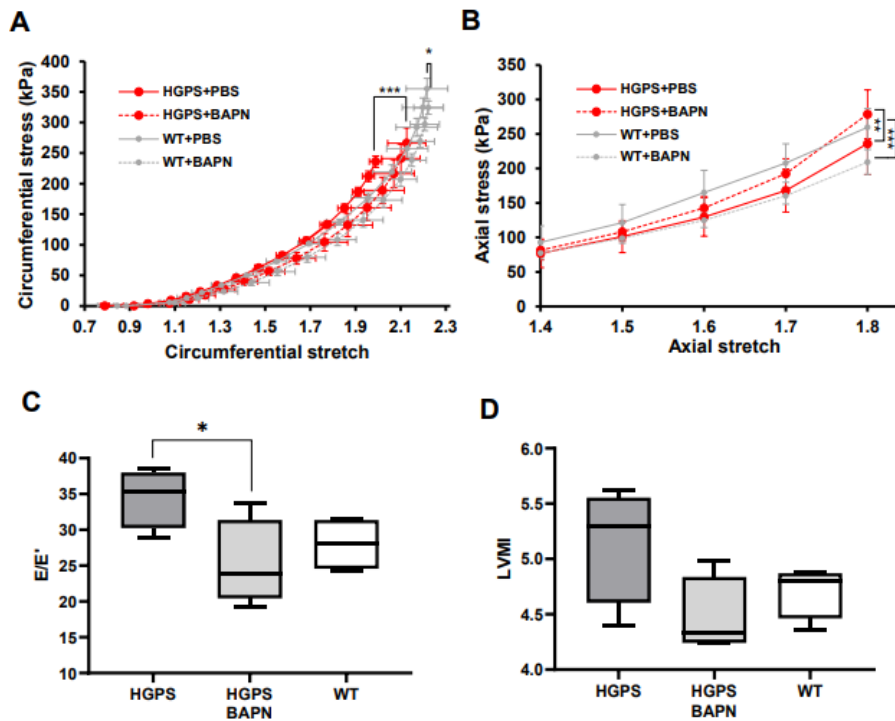 A
Circumferential stress (kPa)
400
350
300
250
200
150
100
50
0
HGPS+PBS
HGPS+BAPN
WT+PBS
WT+BAPN
***
*
0.7 0.9 1.1 1.3 1.5 1.7 1.9 2.1 2.3
Circumferential stretch
B
Axial stress (kPa)
350
300
250
200
150
100
50
0
HGPS+PBS
HGPS+BAPN
WT+PBS
WT+BAPN
**
***
1.4 1.5 1.6 1.7 1.8
Axial stretch
C
E/E'
40
35
30
25
20
15
10
*
HGPS HGPS WT
BAPN
D
LVMI
6.0
5.5
5.0
4.5
4.0
HGPS HGPS WT
BAPN